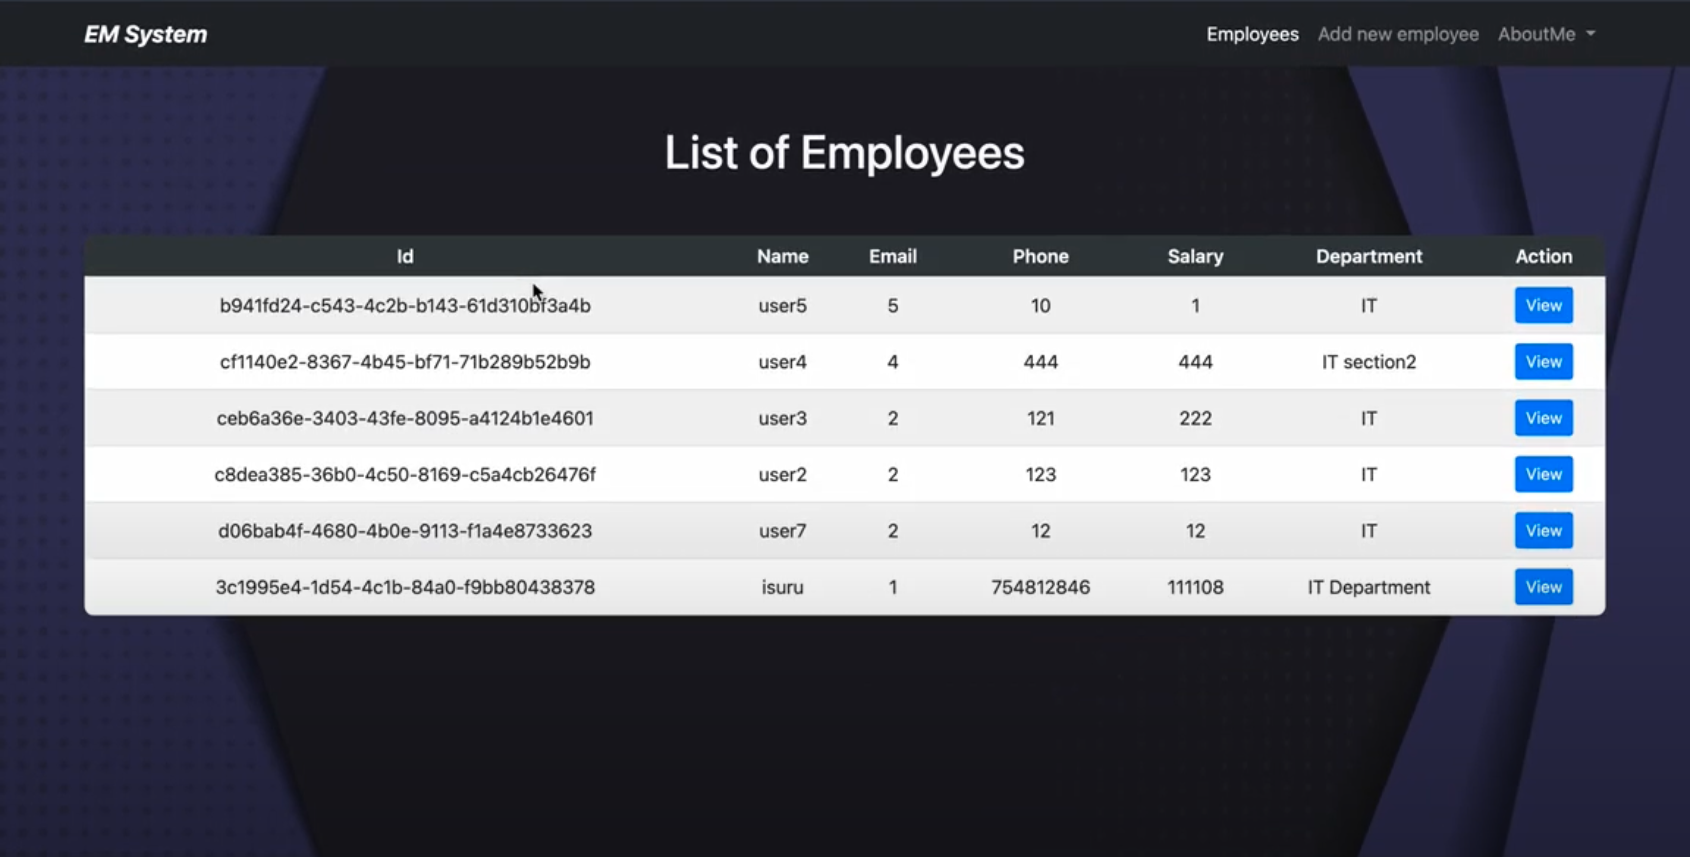 EM System Employees Add new employee AboutMe
List of Employees
Id Name Email Phone Salary Department Action
b941fd24-c543-4c2b-b143-61d310bf3a4b user5 5 10 1 IT View
cf1140e2-8367-4b45-bf71-71b289b52b9b user4 4 444 444 IT section2 View
ceb6a36e-3403-43fe-8095-a4124b1e4601 user3 2 121 222 IT View
c8dea385-36b0-4c50-8169-c5a4cb26476f user2 2 123 123 IT View
d06bab4f-4680-4b0e-9113-f1a4e8733623 user7 2 12 12 IT View
3c1995e4-1d54-4c1b-84a0-f9bb80438378 isuru 1 754812846 111108 IT Department View